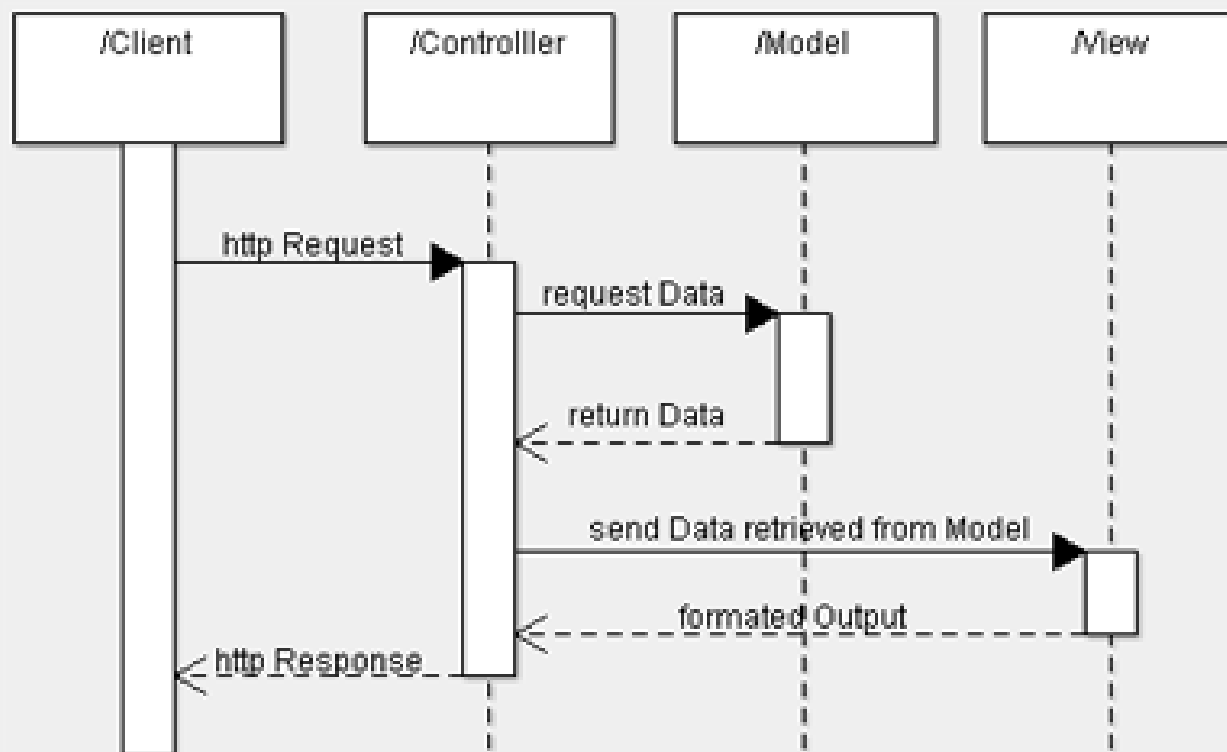 /Client
/Controlller
/Model
/View
http Request
request Data
return Data
send Data retrieved from Model
formated Output
http Response